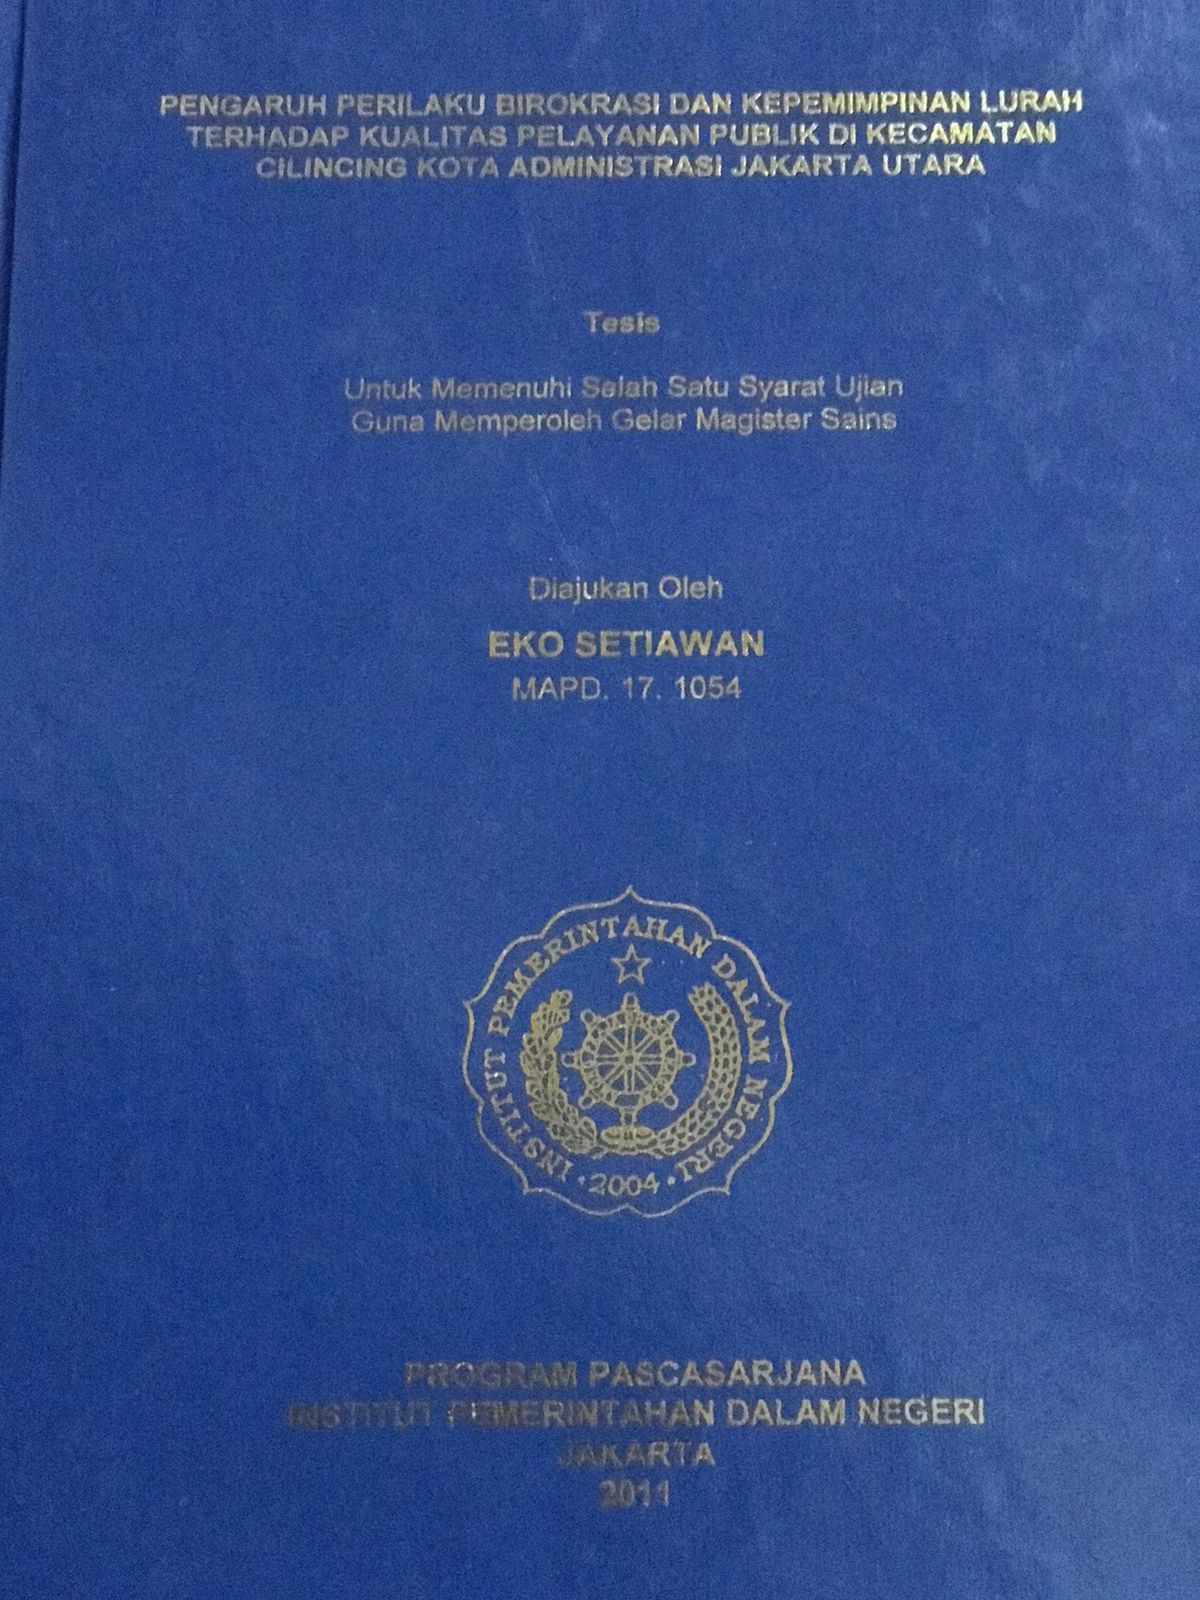 PENGARUH PERILAKU BIROKRASI DAN KEPEMIMPINAN LURAH
TERHADAP KUALITAS PELAYANAN PUBLIK DI KECAMATAN
CILINCING KOTA ADMINISTRASI JAKARTA UTARA
Tesis
Untuk Memenuhi Salah Satu Syarat Ujian
Guna Memperoleh Gelar Magister Sains
Diajukan Oleh
EKO SETIAWAN
MAPD. 17. 1054
INSTITUT PEMERINTAHAN DALAM NEGERI
· 2004 ·
PROGRAM PASCASARJANA
INSTITUT PEMERINTAHAN DALAM NEGERI
JAKARTA
2011